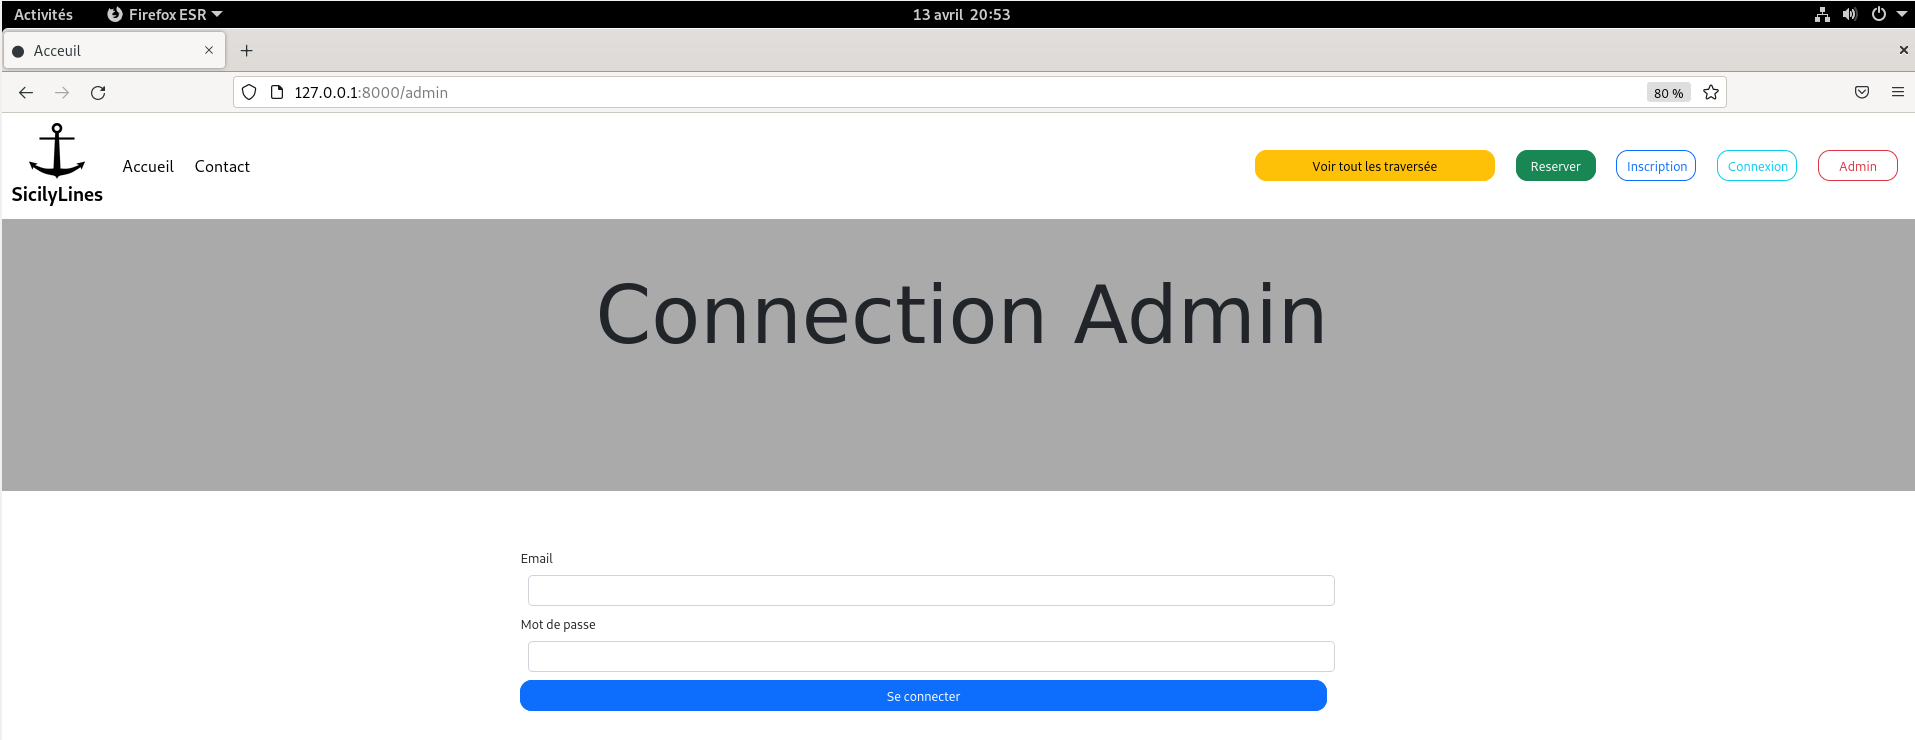 Activités Firefox ESR 13 avril 20:53
Acceuil
127.0.0.1:8000/admin 80 %
SicilyLines
Accueil Contact Voir tout les traversée Reserver Inscription Connexion Admin
Connection Admin
Email
Mot de passe
Se connecter